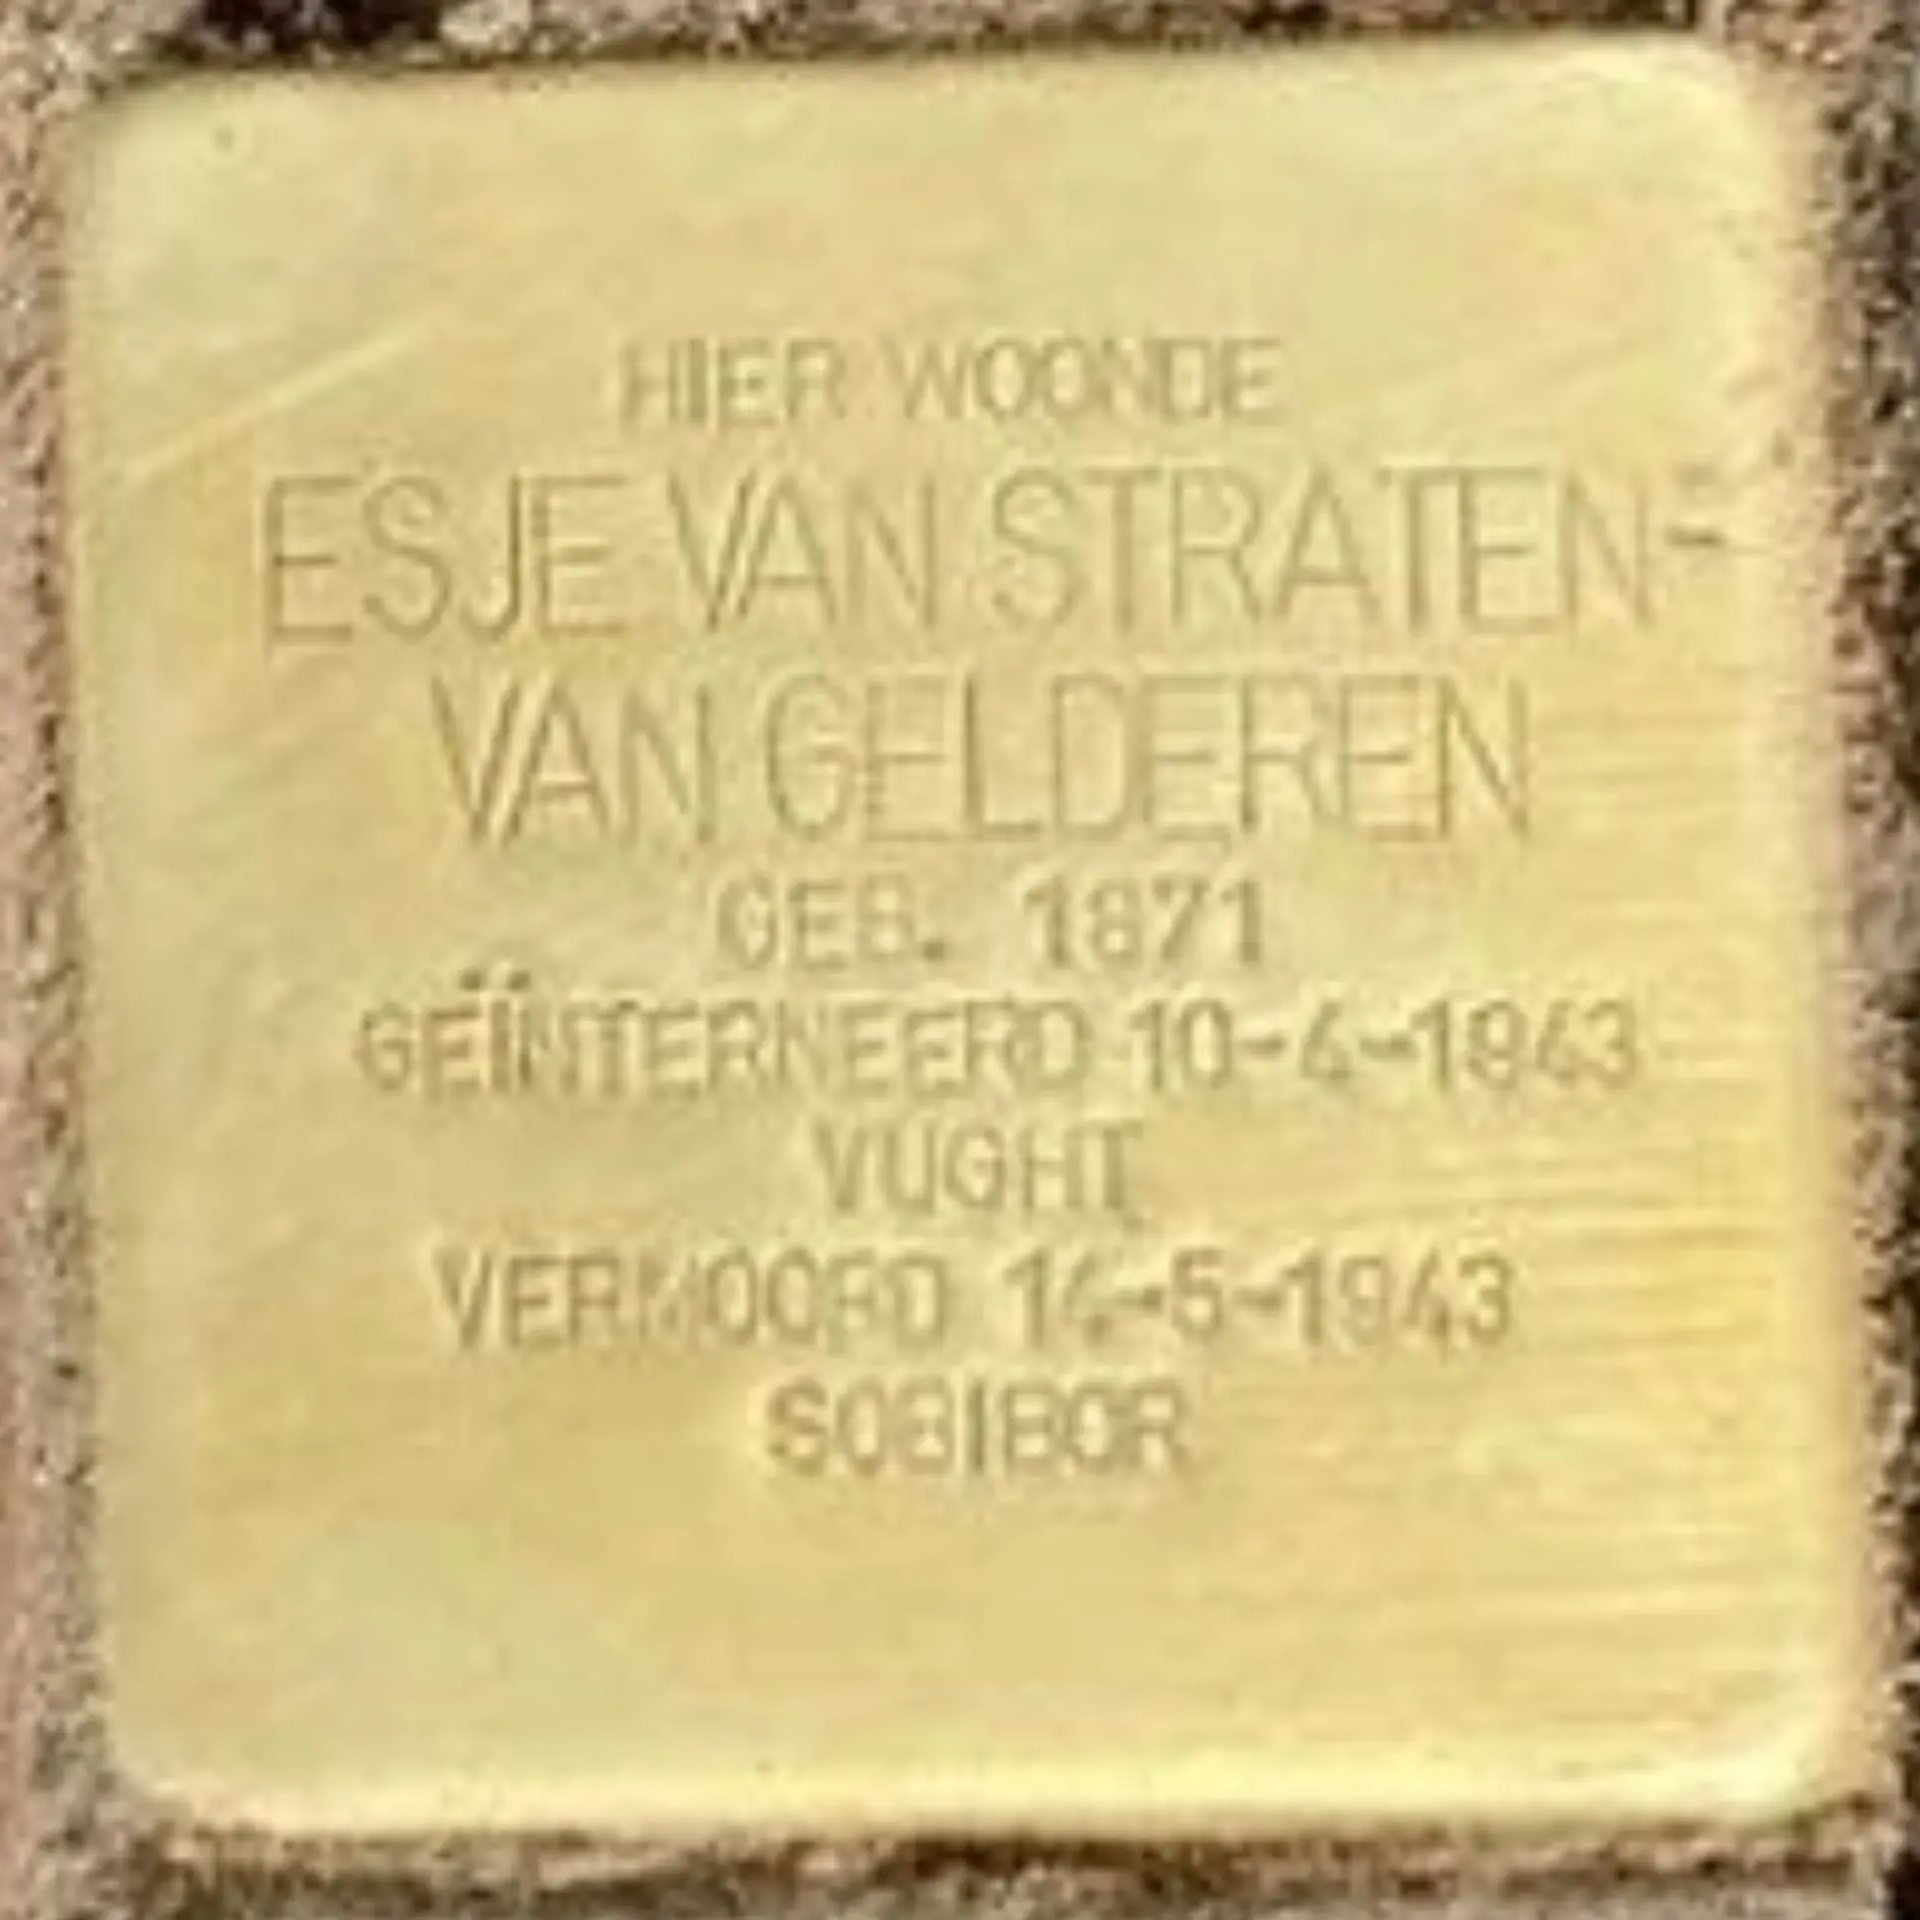 HIER WOONDE
ESJE VAN STRATEN-
VAN GELDEREN
GEB. 1871
GEÏNTERNEERD 10-4-1943
VUGHT
VERMOORD 14-5-1943
SOBIBOR